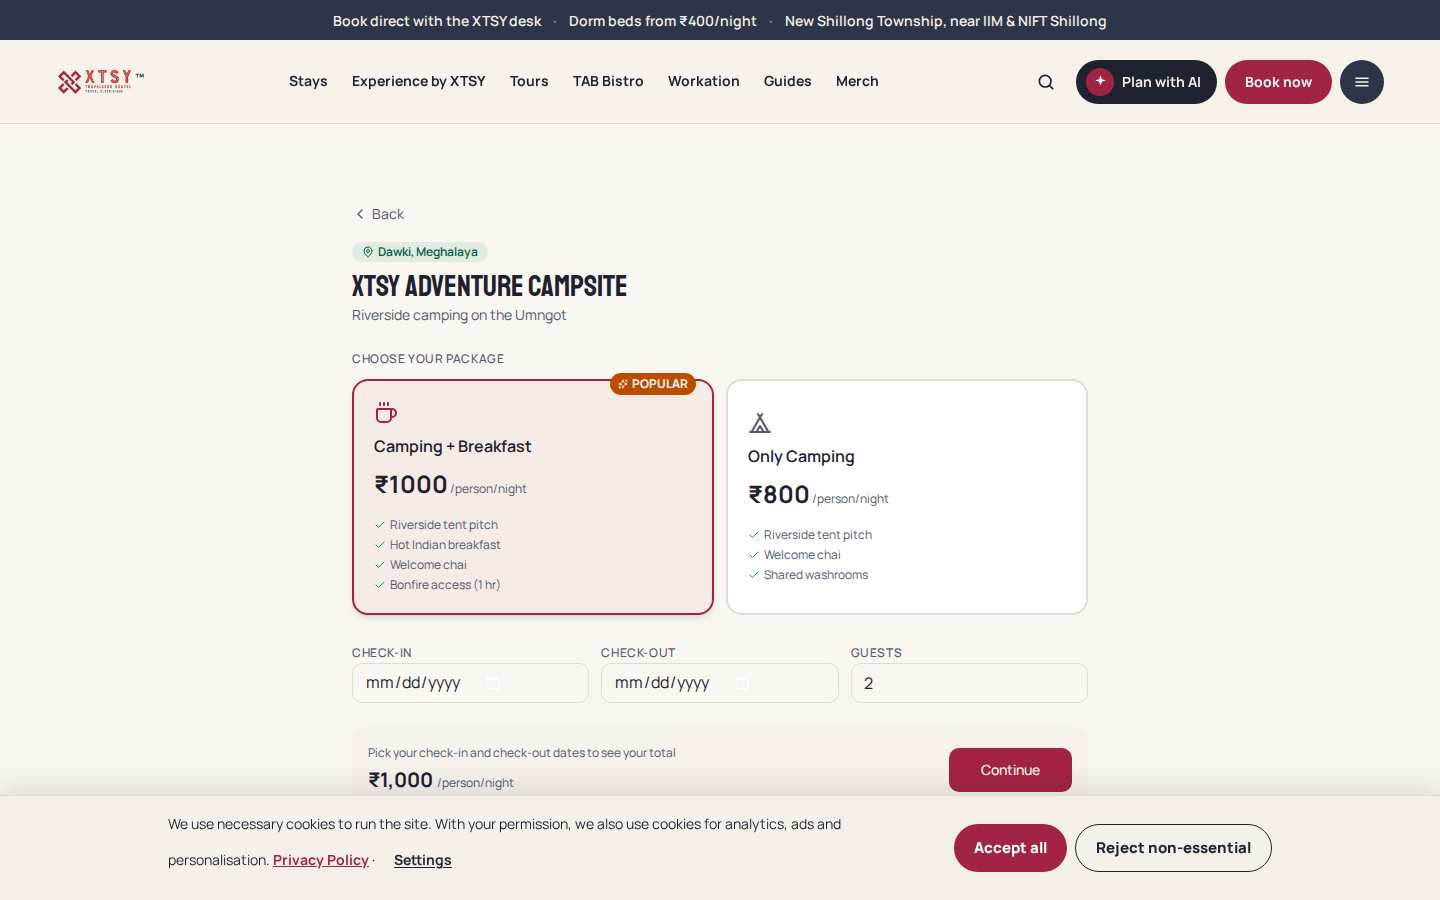 Book direct with the XTSY desk · Dorm beds from ₹400/night · New Shillong Township, near IIM & NIFT Shillong
XTSY ™
Stays Experience by XTSY Tours TAB Bistro Workation Guides Merch
Plan with AI Book now
Back
Dawki, Meghalaya
XTSY ADVENTURE CAMPSITE
Riverside camping on the Umngot
CHOOSE YOUR PACKAGE
POPULAR
Camping + Breakfast
₹1000 /person/night
Riverside tent pitch
Hot Indian breakfast
Welcome chai
Bonfire access (1 hr)
Only Camping
₹800 /person/night
Riverside tent pitch
Welcome chai
Shared washrooms
CHECK-IN CHECK-OUT GUESTS
mm/dd/yyyy mm/dd/yyyy 2
Pick your check-in and check-out dates to see your total
₹1,000 /person/night
Continue
We use necessary cookies to run the site. With your permission, we also use cookies for analytics, ads and
personalisation. Privacy Policy · Settings
Accept all Reject non-essential